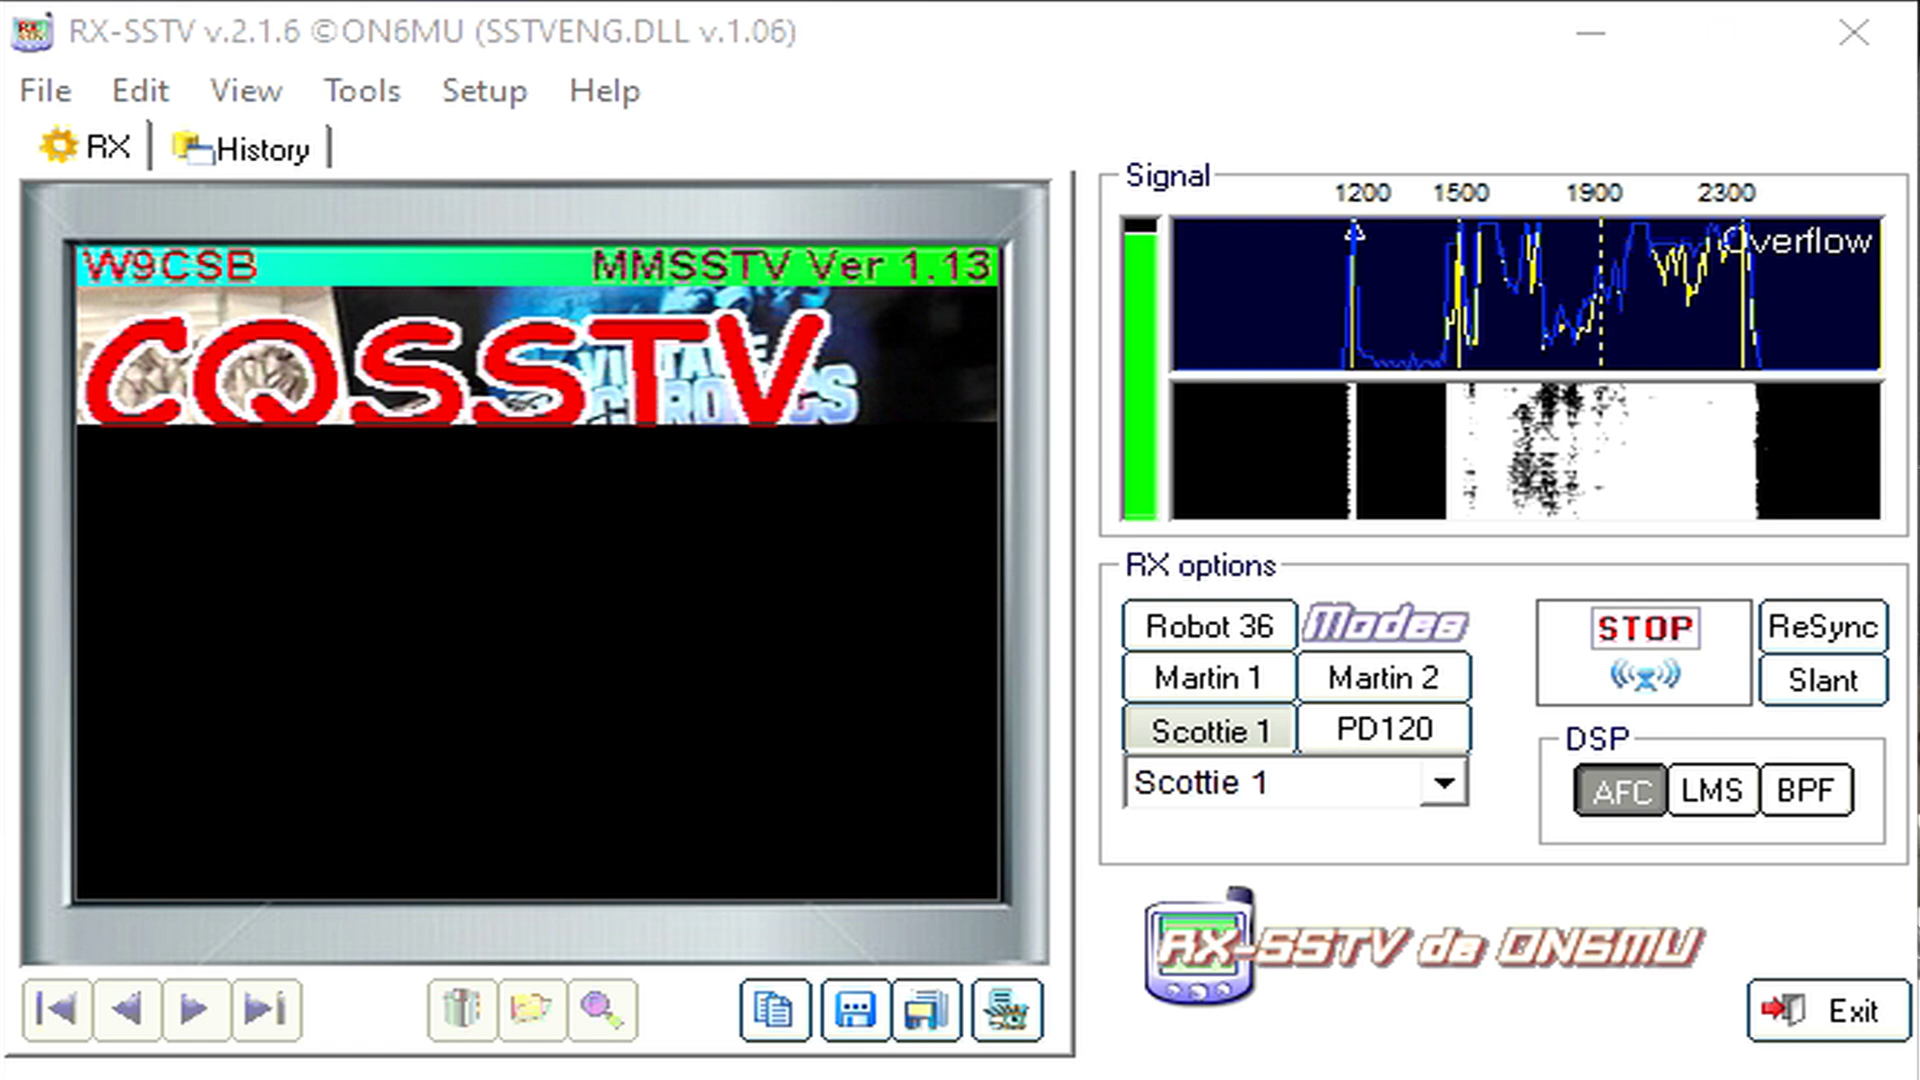 RX-SSTV v.2.1.6 ©ON6MU (SSTVENG.DLL v.1.06)
File Edit View Tools Setup Help
RX History
W9CSB MMSSTV Ver 1.13
CQSSTV
Signal
1200 1500 1900 2300
Overflow
RX options
Robot 36 Modes
Martin 1 Martin 2
Scottie 1 PD120
Scottie 1
STOP
ReSync
Slant
DSP
AFC LMS BPF
RX-SSTV da ON6MU
Exit